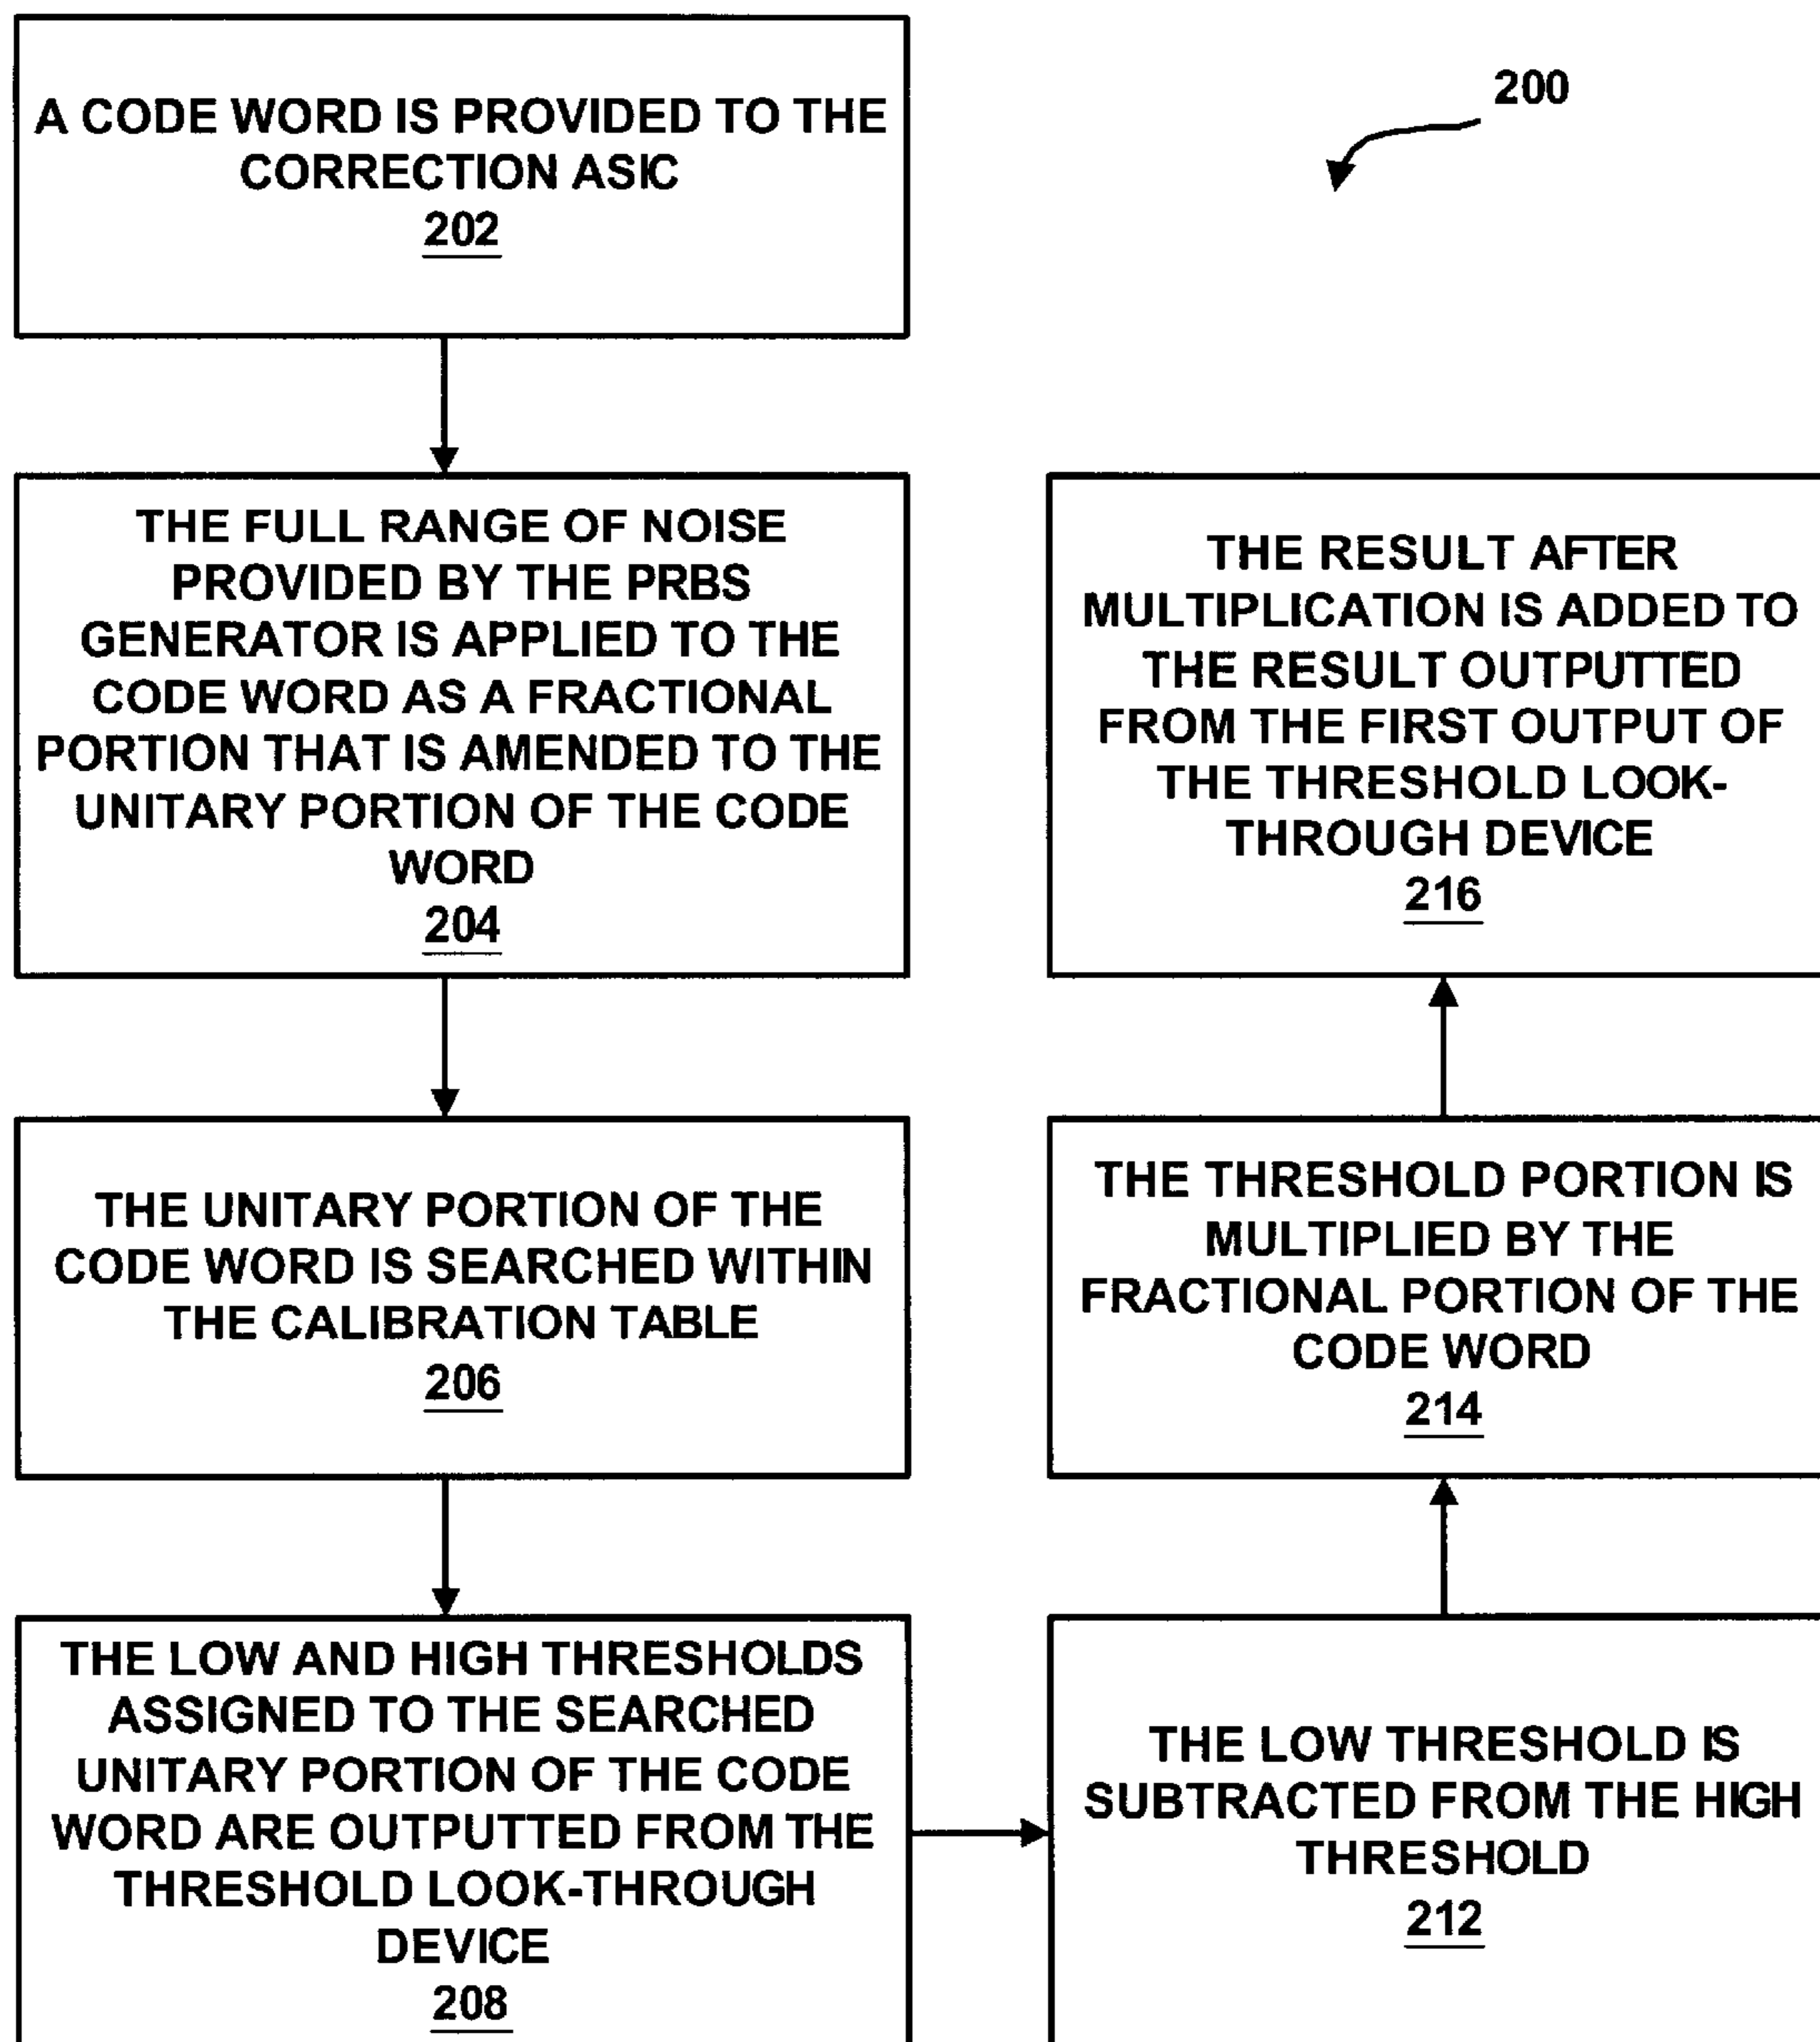 A CODE WORD IS PROVIDED TO THE
CORRECTION ASIC
202
200
THE FULL RANGE OF NOISE
PROVIDED BY THE PRBS
GENERATOR IS APPLIED TO THE
CODE WORD AS A FRACTIONAL
PORTION THAT IS AMENDED TO THE
UNITARY PORTION OF THE CODE
WORD
204
THE UNITARY PORTION OF THE
CODE WORD IS SEARCHED WITHIN
THE CALIBRATION TABLE
206
THE LOW AND HIGH THRESHOLDS
ASSIGNED TO THE SEARCHED
UNITARY PORTION OF THE CODE
WORD ARE OUTPUTTED FROM THE
THRESHOLD LOOK-THROUGH
DEVICE
208
THE LOW THRESHOLD IS
SUBTRACTED FROM THE HIGH
THRESHOLD
212
THE THRESHOLD PORTION IS
MULTIPLIED BY THE
FRACTIONAL PORTION OF THE
CODE WORD
214
THE RESULT AFTER
MULTIPLICATION IS ADDED TO
THE RESULT OUTPUTTED
FROM THE FIRST OUTPUT OF
THE THRESHOLD LOOK-
THROUGH DEVICE
216